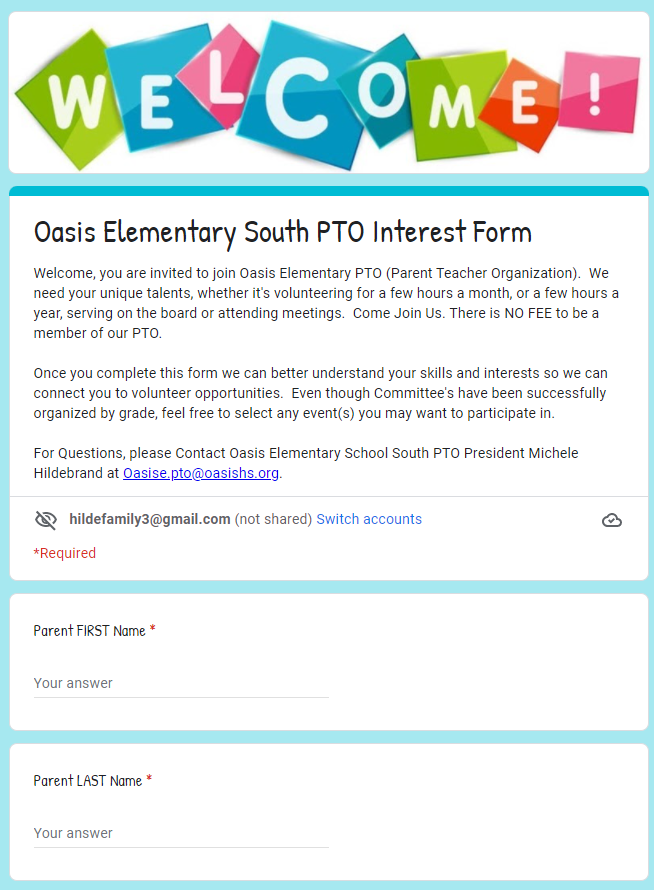 WELCOME!
Oasis Elementary South PTO Interest Form
Welcome, you are invited to join Oasis Elementary PTO (Parent Teacher Organization).  We
need your unique talents, whether it's volunteering for a few hours a month, or a few hours a
year, serving on the board or attending meetings.  Come Join Us. There is NO FEE to be a
member of our PTO.
Once you complete this form we can better understand your skills and interests so we can
connect you to volunteer opportunities.  Even though Committee's have been successfully
organized by grade, feel free to select any event(s) you may want to participate in.
For Questions, please Contact Oasis Elementary School South PTO President Michele
Hildebrand at Oasise.pto@oasishs.org.
hildefamily3@gmail.com (not shared) Switch accounts
*Required
Parent FIRST Name *
Your answer
Parent LAST Name *
Your answer